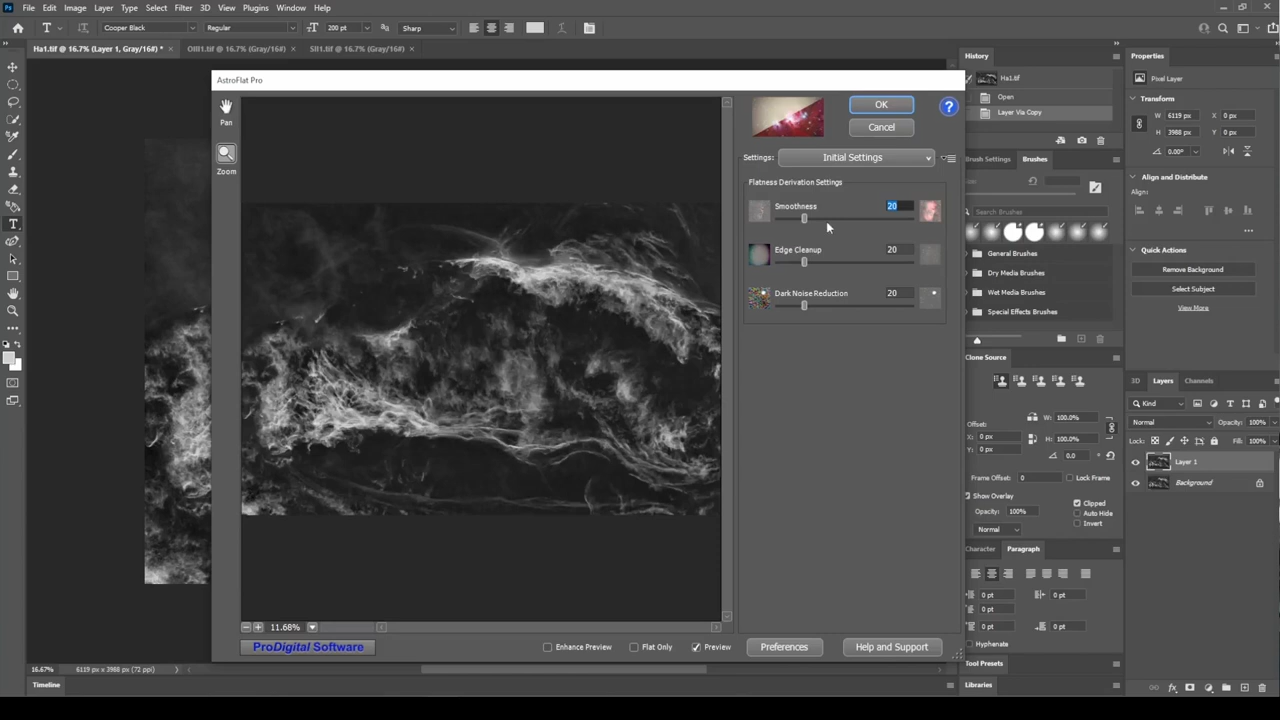 Ps File Edit Image Layer Type Select Filter 3D View Plugins Window Help
T Cooper Black Regular 200 pt Sharp
Ha1.tif @ 16.7% (Layer 1, Gray/16#) * × OIII1.tif @ 16.7% (Gray/16#) × SII1.tif @ 16.7% (Gray/16#) ×
AstroFlat Pro
Pan
Zoom
OK
Cancel
Settings: Initial Settings
Flatness Derivation Settings
Smoothness 20
Edge Cleanup 20
Dark Noise Reduction 20
11.68%
ProDigital Software
Enhance Preview Flat Only Preview
Preferences Help and Support
16.67% 6119 px x 3988 px (72 ppi)
Timeline
History
Ha1.tif
Open
Layer Via Copy
Brush Settings Brushes
Size:
Search Brushes
General Brushes
Dry Media Brushes
Wet Media Brushes
Special Effects Brushes
Clone Source
Offset: W: 100.0%
X: 0 px H: 100.0%
Y: 0 px 0.0 °
Frame Offset: 0 Lock Frame
Show Overlay Clipped
Opacity: 100% Auto Hide
Normal Invert
Character Paragraph
0 pt 0 pt
0 pt
0 pt 0 pt
Hyphenate
Tool Presets
Libraries
Properties
Pixel Layer
Transform
W 6119 px X 0 px
H 3988 px Y 0 px
0.00°
Align and Distribute
Align:
Quick Actions
Remove Background
Select Subject
View More
3D Layers Channels
Kind
Normal Opacity: 100%
Lock: Fill: 100%
Layer 1
Background